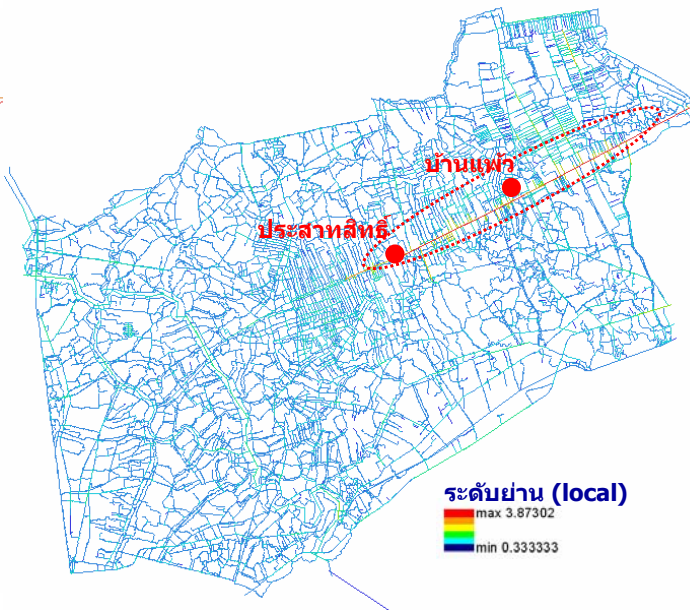 บ้านแพ้ว
ประสาทสิทธิ์
ระดับย่าน (local)
max 3.87302
min 0.333333